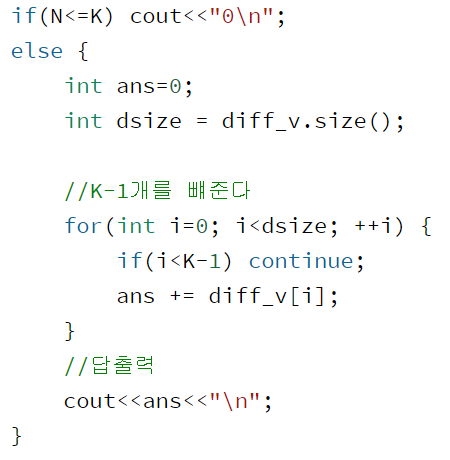 if(N<=K) cout<<"0\n";
else {
    int ans=0;
    int dsize = diff_v.size();
    //K-1개를 빼준다
    for(int i=0; i<dsize; ++i) {
        if(i<K-1) continue;
        ans += diff_v[i];
    }
    //답출력
    cout<<ans<<"\n";
}